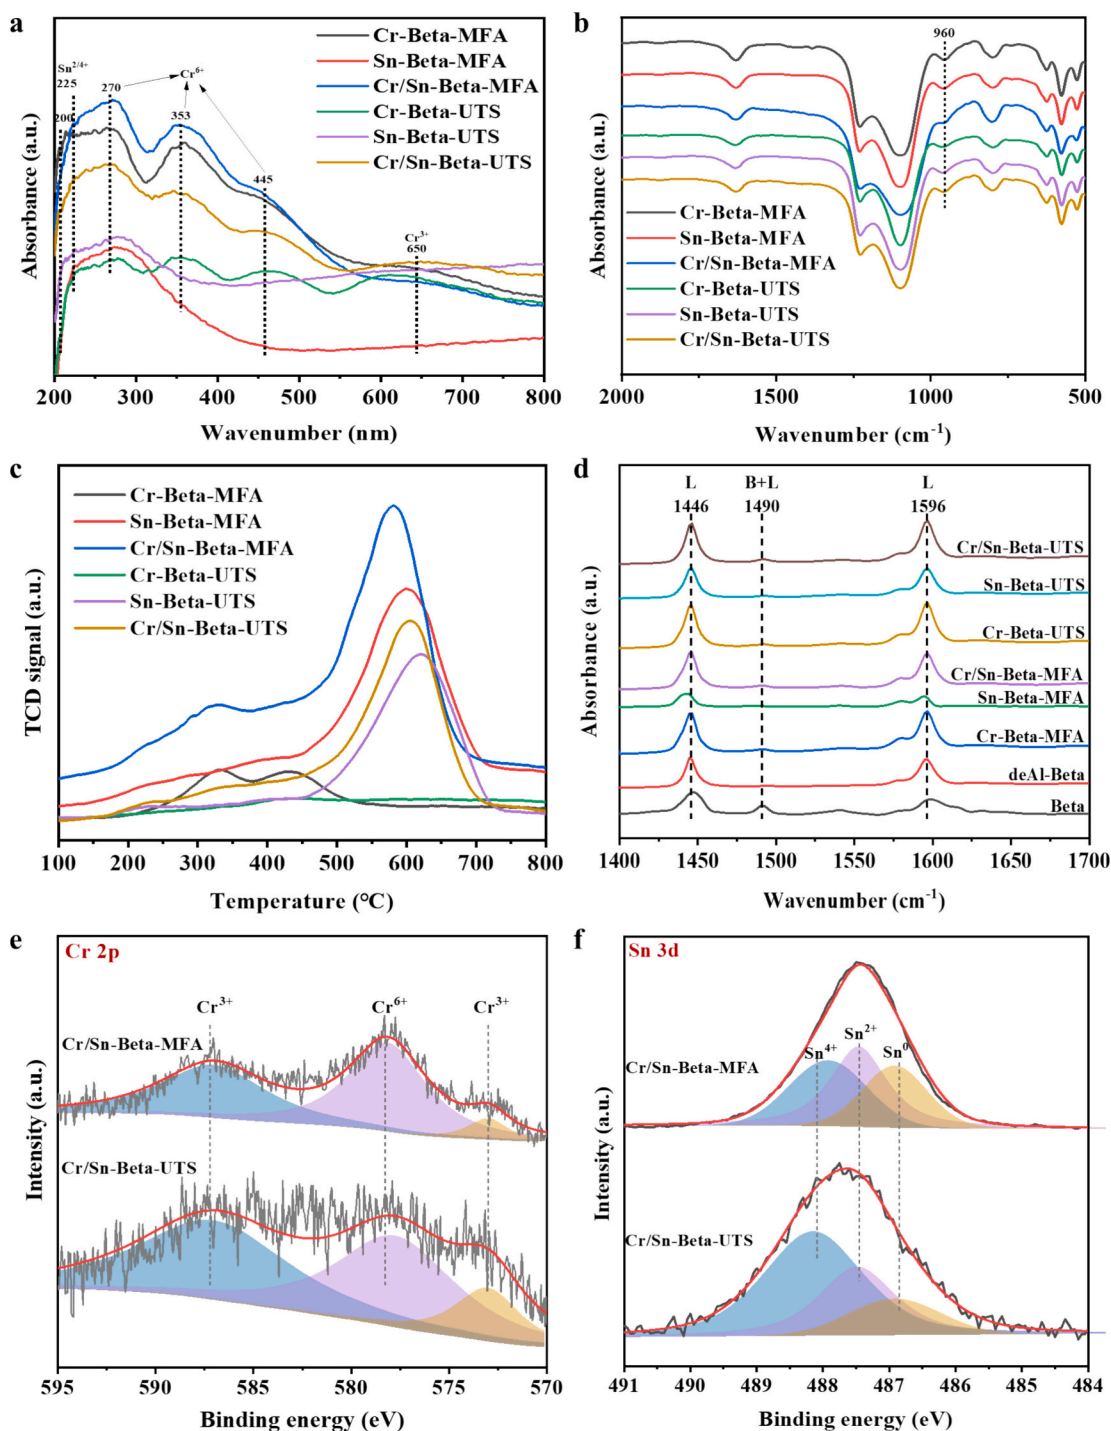 a
Cr-Beta-MFA
Sn-Beta-MFA
Cr/Sn-Beta-MFA
Cr-Beta-UTS
Sn-Beta-UTS
Cr/Sn-Beta-UTS
Sn2/4+
225
270
Cr6+
200
353
445
Cr3+
650
Absorbance (a.u.)
200 300 400 500 600 700 800
Wavenumber (nm)
b
960
Cr-Beta-MFA
Sn-Beta-MFA
Cr/Sn-Beta-MFA
Cr-Beta-UTS
Sn-Beta-UTS
Cr/Sn-Beta-UTS
Absorbance (a.u.)
2000 1500 1000 500
Wavenumber (cm-1)
c
Cr-Beta-MFA
Sn-Beta-MFA
Cr/Sn-Beta-MFA
Cr-Beta-UTS
Sn-Beta-UTS
Cr/Sn-Beta-UTS
TCD signal (a.u.)
100 200 300 400 500 600 700 800
Temperature (°C)
d
L B+L L
1446 1490 1596
Cr/Sn-Beta-UTS
Sn-Beta-UTS
Cr-Beta-UTS
Cr/Sn-Beta-MFA
Sn-Beta-MFA
Cr-Beta-MFA
deAl-Beta
Beta
Absorbance (a.u.)
1400 1450 1500 1550 1600 1650 1700
Wavenumber (cm-1)
e
Cr 2p
Cr3+ Cr6+ Cr3+
Cr/Sn-Beta-MFA
Cr/Sn-Beta-UTS
Intensity (a.u.)
595 590 585 580 575 570
Binding energy (eV)
f
Sn 3d
Sn4+ Sn2+ Sn0
Cr/Sn-Beta-MFA
Cr/Sn-Beta-UTS
Intensity (a.u.)
491 490 489 488 487 486 485 484
Binding energy (eV)